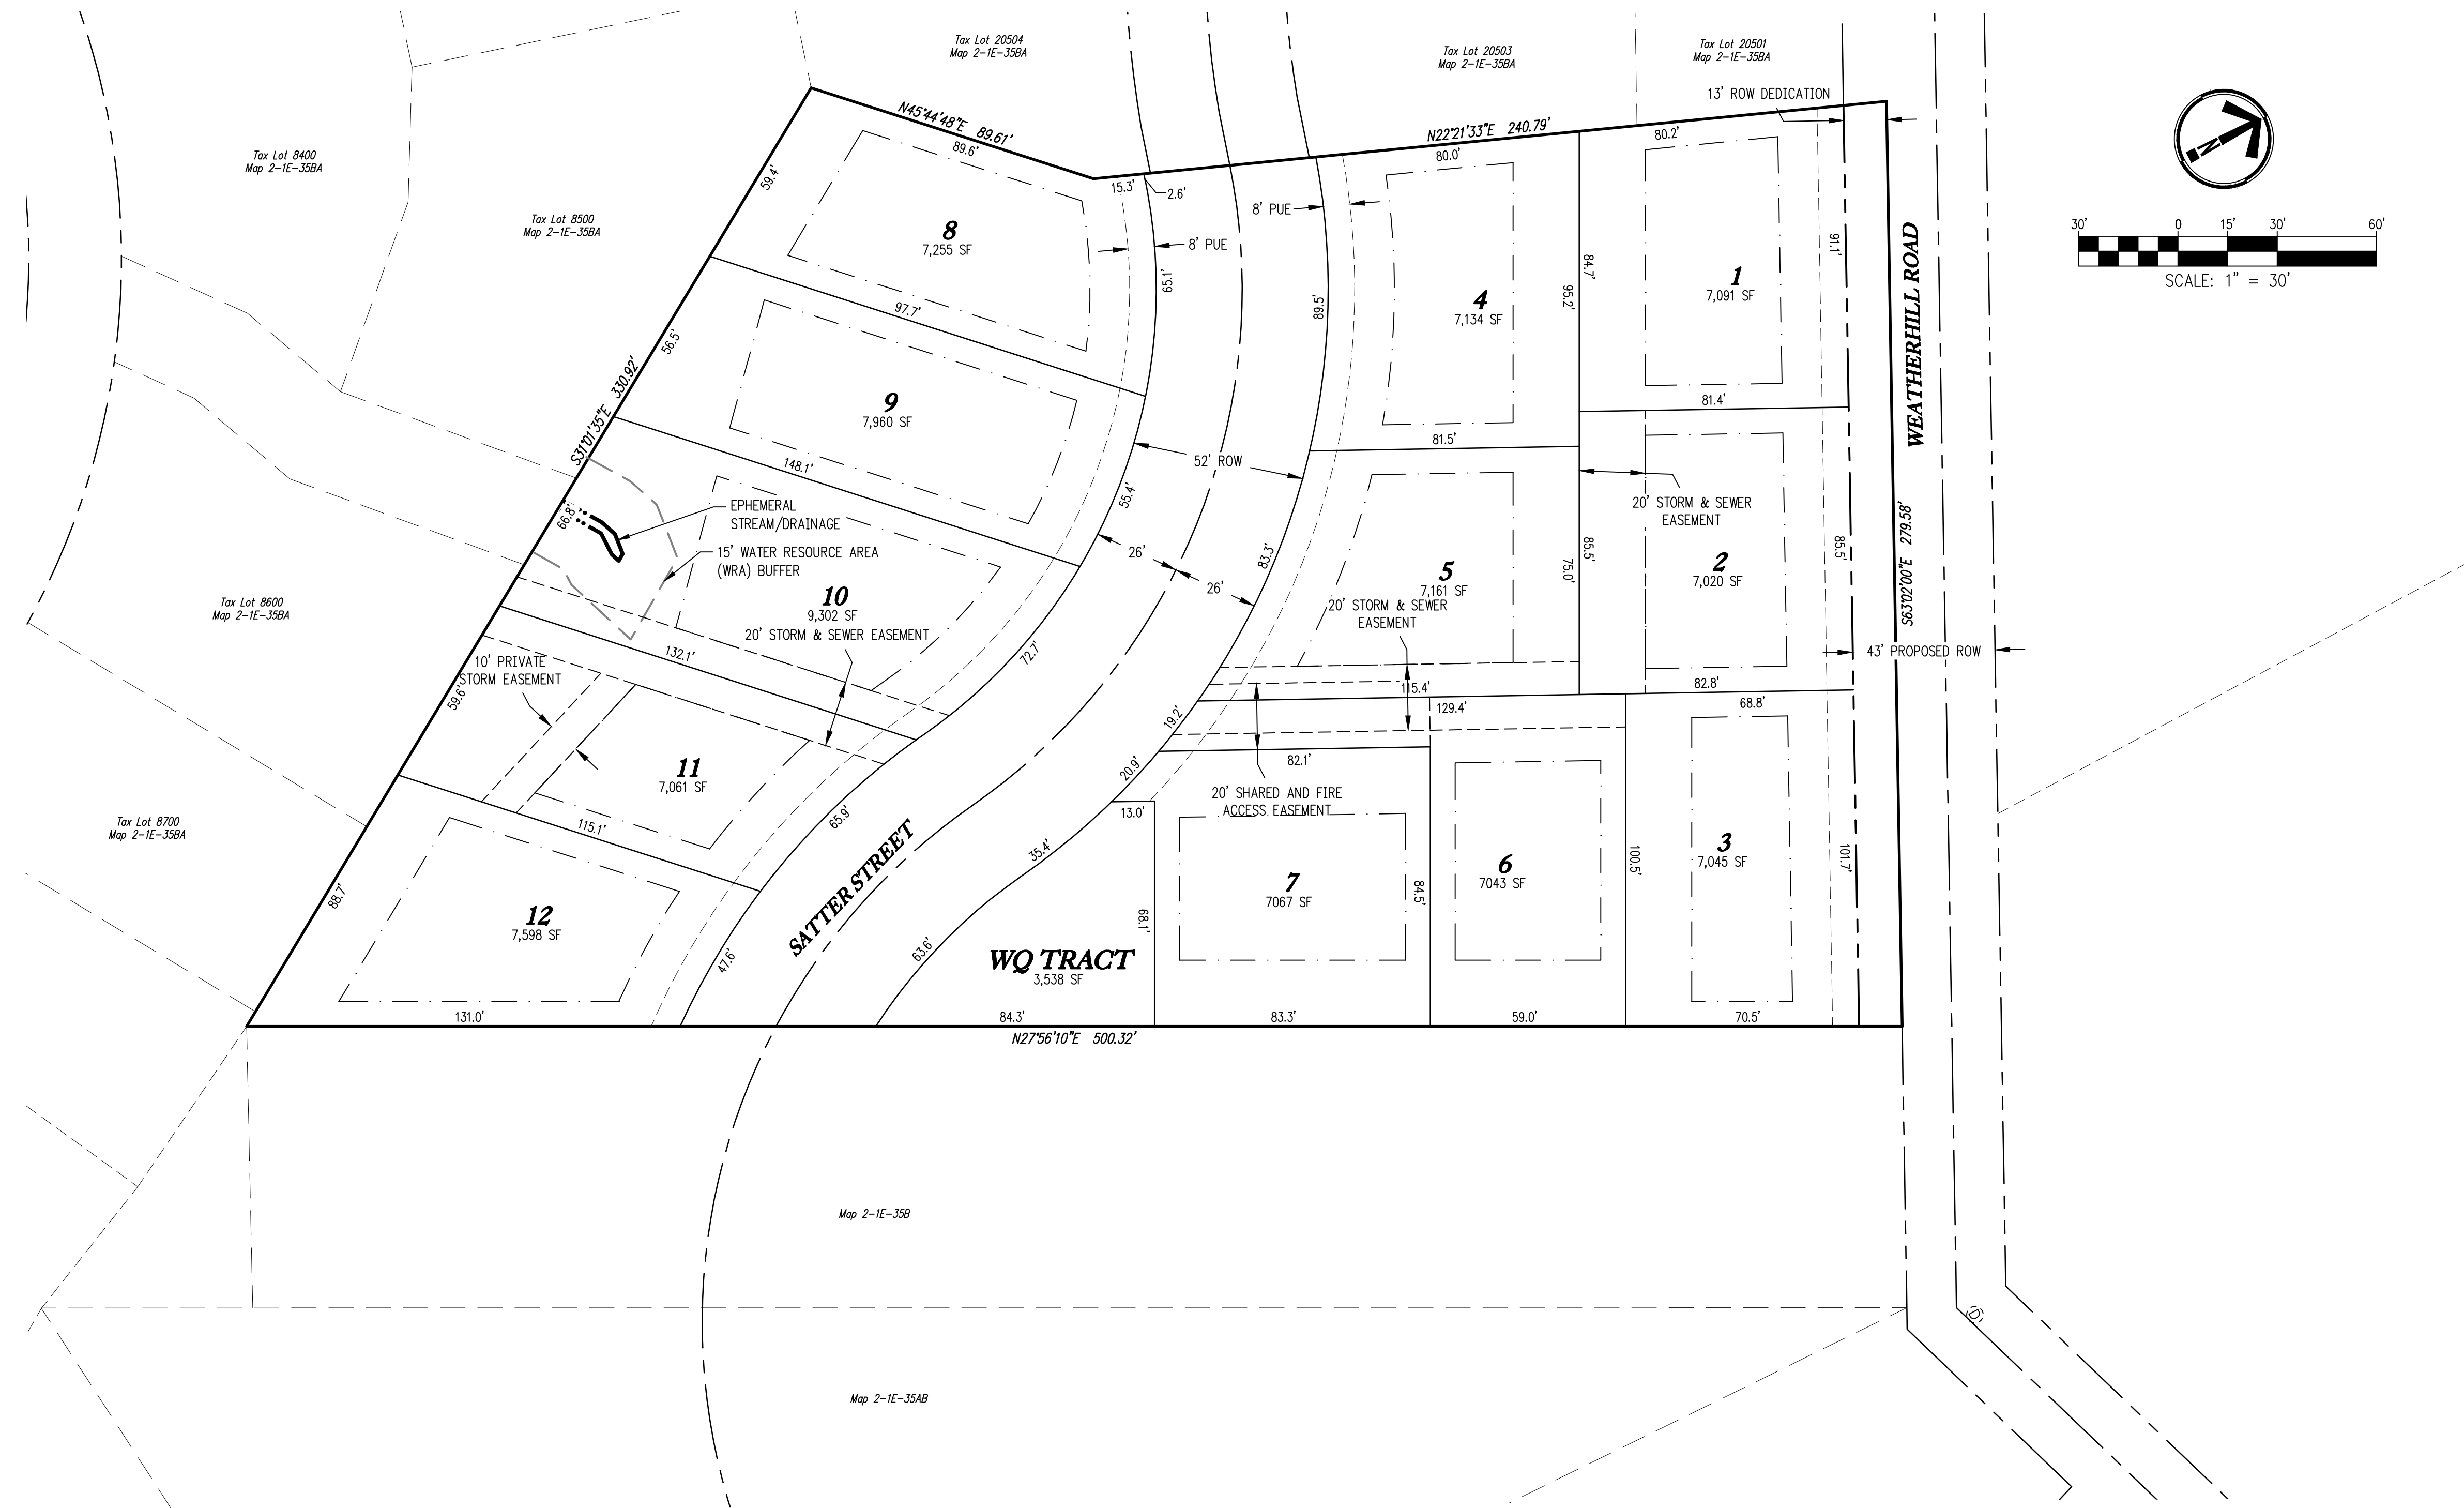 Tax Lot 20504
Map 2-1E-35BA
Tax Lot 20503
Map 2-1E-35BA
Tax Lot 20501
Map 2-1E-35BA
13' ROW DEDICATION
N45°44'48"E 89.61'
89.6'
N22°21'33"E 240.79'
80.0'
80.2'
Tax Lot 8400
Map 2-1E-35BA
Tax Lot 8500
Map 2-1E-35BA
59.4'
15.3'
2.6'
8' PUE
8' PUE
8
7,255 SF
65.1'
68.5'
N
30'
0
15'
30'
60'
SCALE: 1" = 30'
4
7,134 SF
84.7'
95.2'
1
7,091 SF
91.1'
WEATHERHILL ROAD
97.7'
56.5'
S31°01'35"E 330.92'
9
7,960 SF
148.1'
52' ROW
55.4'
81.5'
81.4'
20' STORM & SEWER
EASEMENT
66.8'
EPHEMERAL
STREAM/DRAINAGE
15' WATER RESOURCE AREA
(WRA) BUFFER
26'
26'
83.3'
5
7,161 SF
20' STORM & SEWER
EASEMENT
75.0'
85.5'
2
7,020 SF
85.5'
S63°02'00"E 279.58'
43' PROPOSED ROW
Tax Lot 8600
Map 2-1E-35BA
10
9,302 SF
20' STORM & SEWER EASEMENT
132.1'
72.7'
10' PRIVATE
STORM EASEMENT
59.6'
115.4'
129.4'
82.8'
68.8'
19.2'
20.9'
82.1'
11
7,061 SF
20' SHARED AND FIRE
ACCESS EASEMENT
13.0'
115.1'
65.9'
35.4'
Tax Lot 8700
Map 2-1E-35BA
SATTER STREET
88.7'
12
7,598 SF
47.6'
63.6'
WQ TRACT
3,538 SF
68.1'
7
7067 SF
84.5'
6
7043 SF
100.5'
3
7,045 SF
101.7'
131.0'
84.3'
83.3'
59.0'
70.5'
N27°56'10"E 500.32'
Map 2-1E-35B
Map 2-1E-35AB